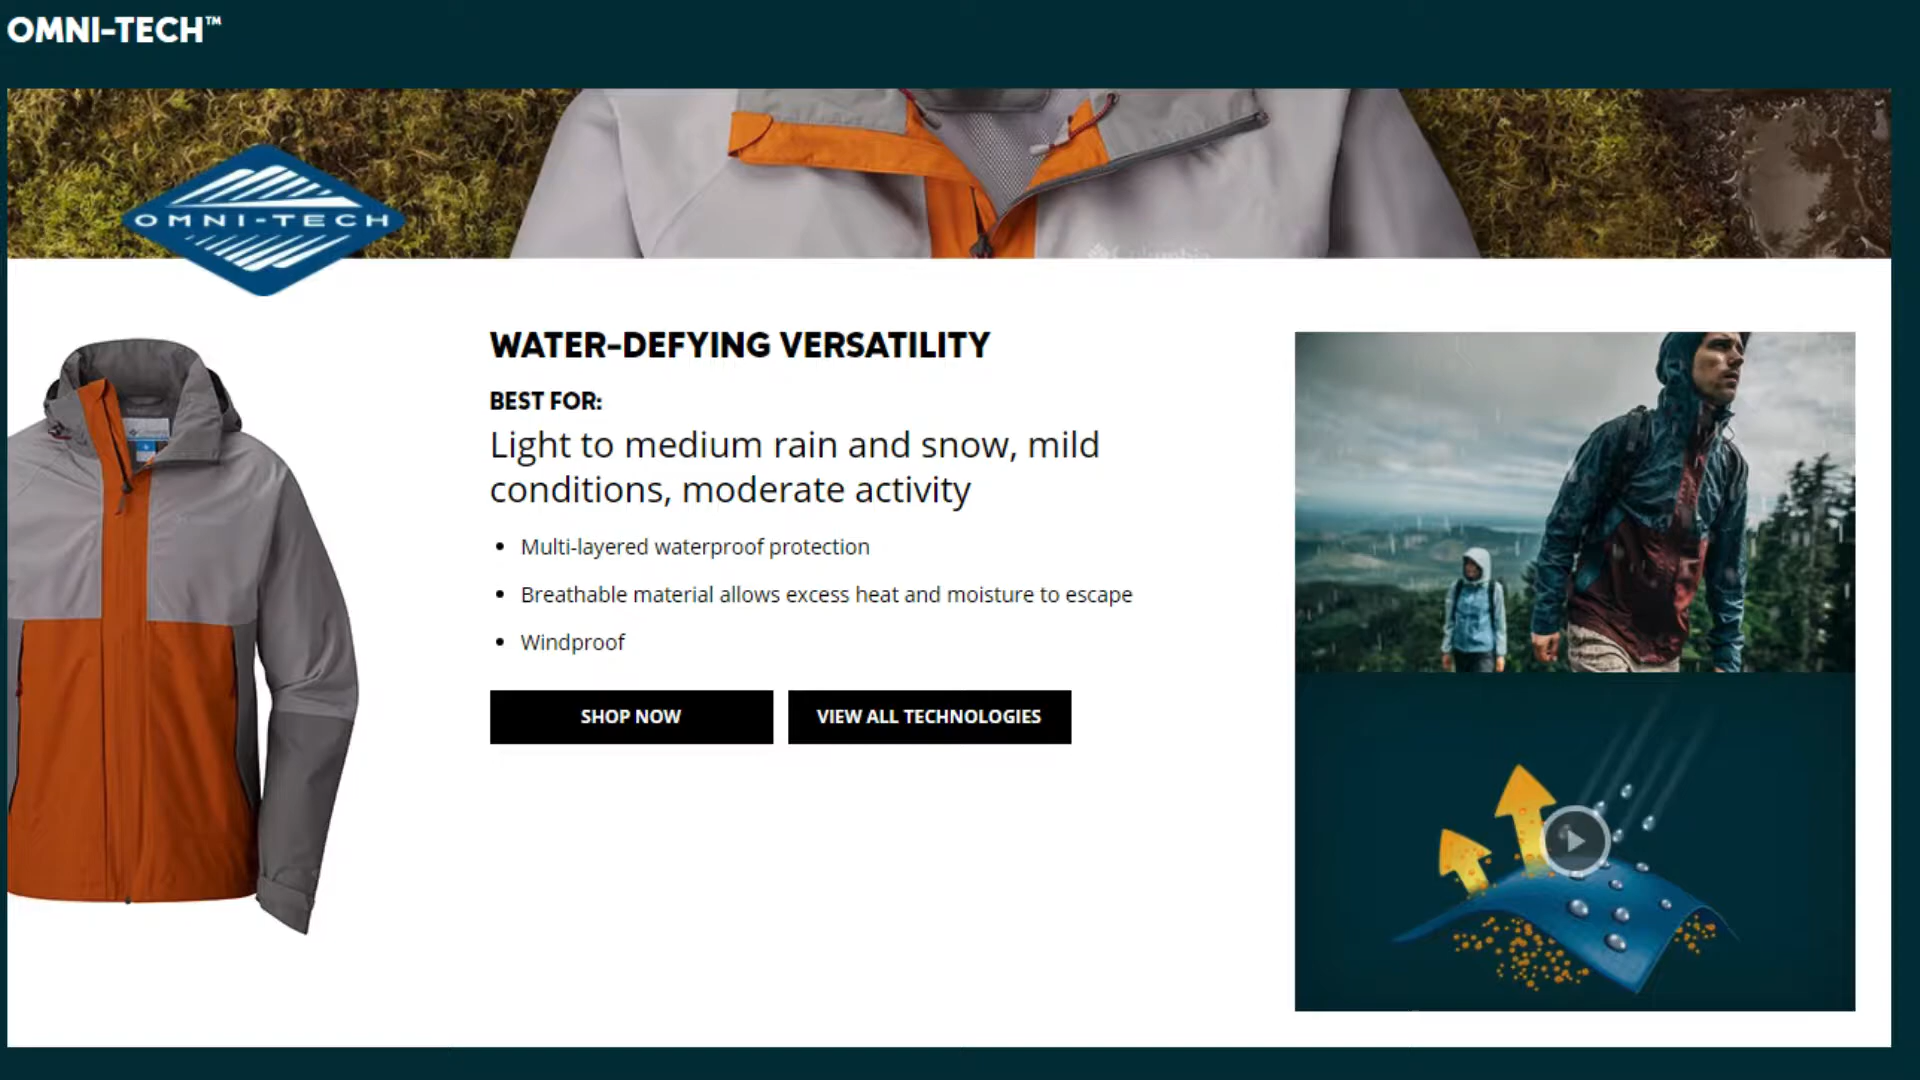 OMNI-TECH™
OMNI-TECH
Columbia
WATER-DEFYING VERSATILITY
BEST FOR:
Light to medium rain and snow, mild
conditions, moderate activity
• Multi-layered waterproof protection
• Breathable material allows excess heat and moisture to escape
• Windproof
SHOP NOW
VIEW ALL TECHNOLOGIES